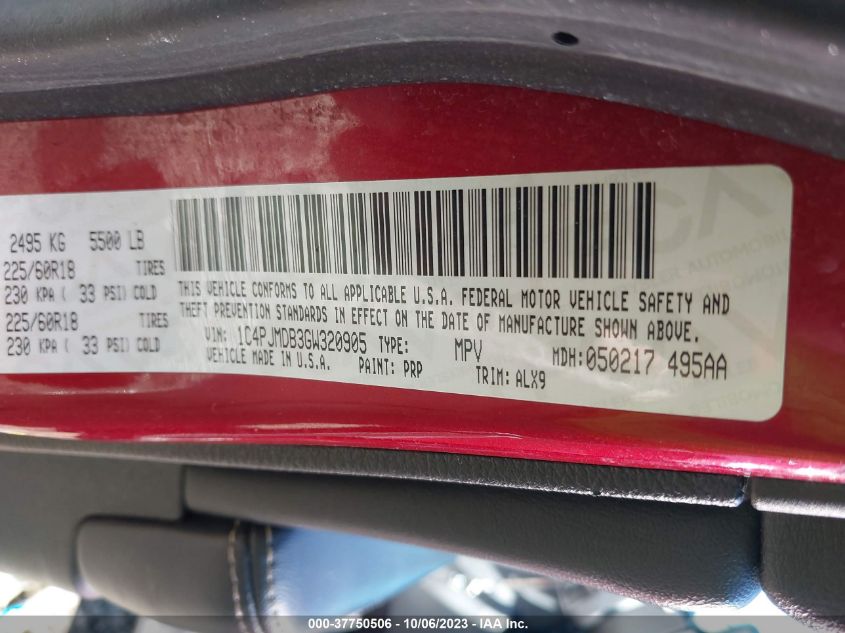 2495 KG 5500 LB
225/60R18 TIRES
230 KPA ( 33 PSI) COLD
225/60R18 TIRES
230 KPA ( 33 PSI) COLD
THIS VEHICLE CONFORMS TO ALL APPLICABLE U.S.A. FEDERAL MOTOR VEHICLE SAFETY AND
THEFT PREVENTION STANDARDS IN EFFECT ON THE DATE OF MANUFACTURE SHOWN ABOVE.
VIN: 1C4PJMDB3GW320905 TYPE: MPV MDH: 050217 495AA
VEHICLE MADE IN U.S.A. PAINT: PRP TRIM: ALX9
000-37750506 - 10/06/2023 - IAA Inc.